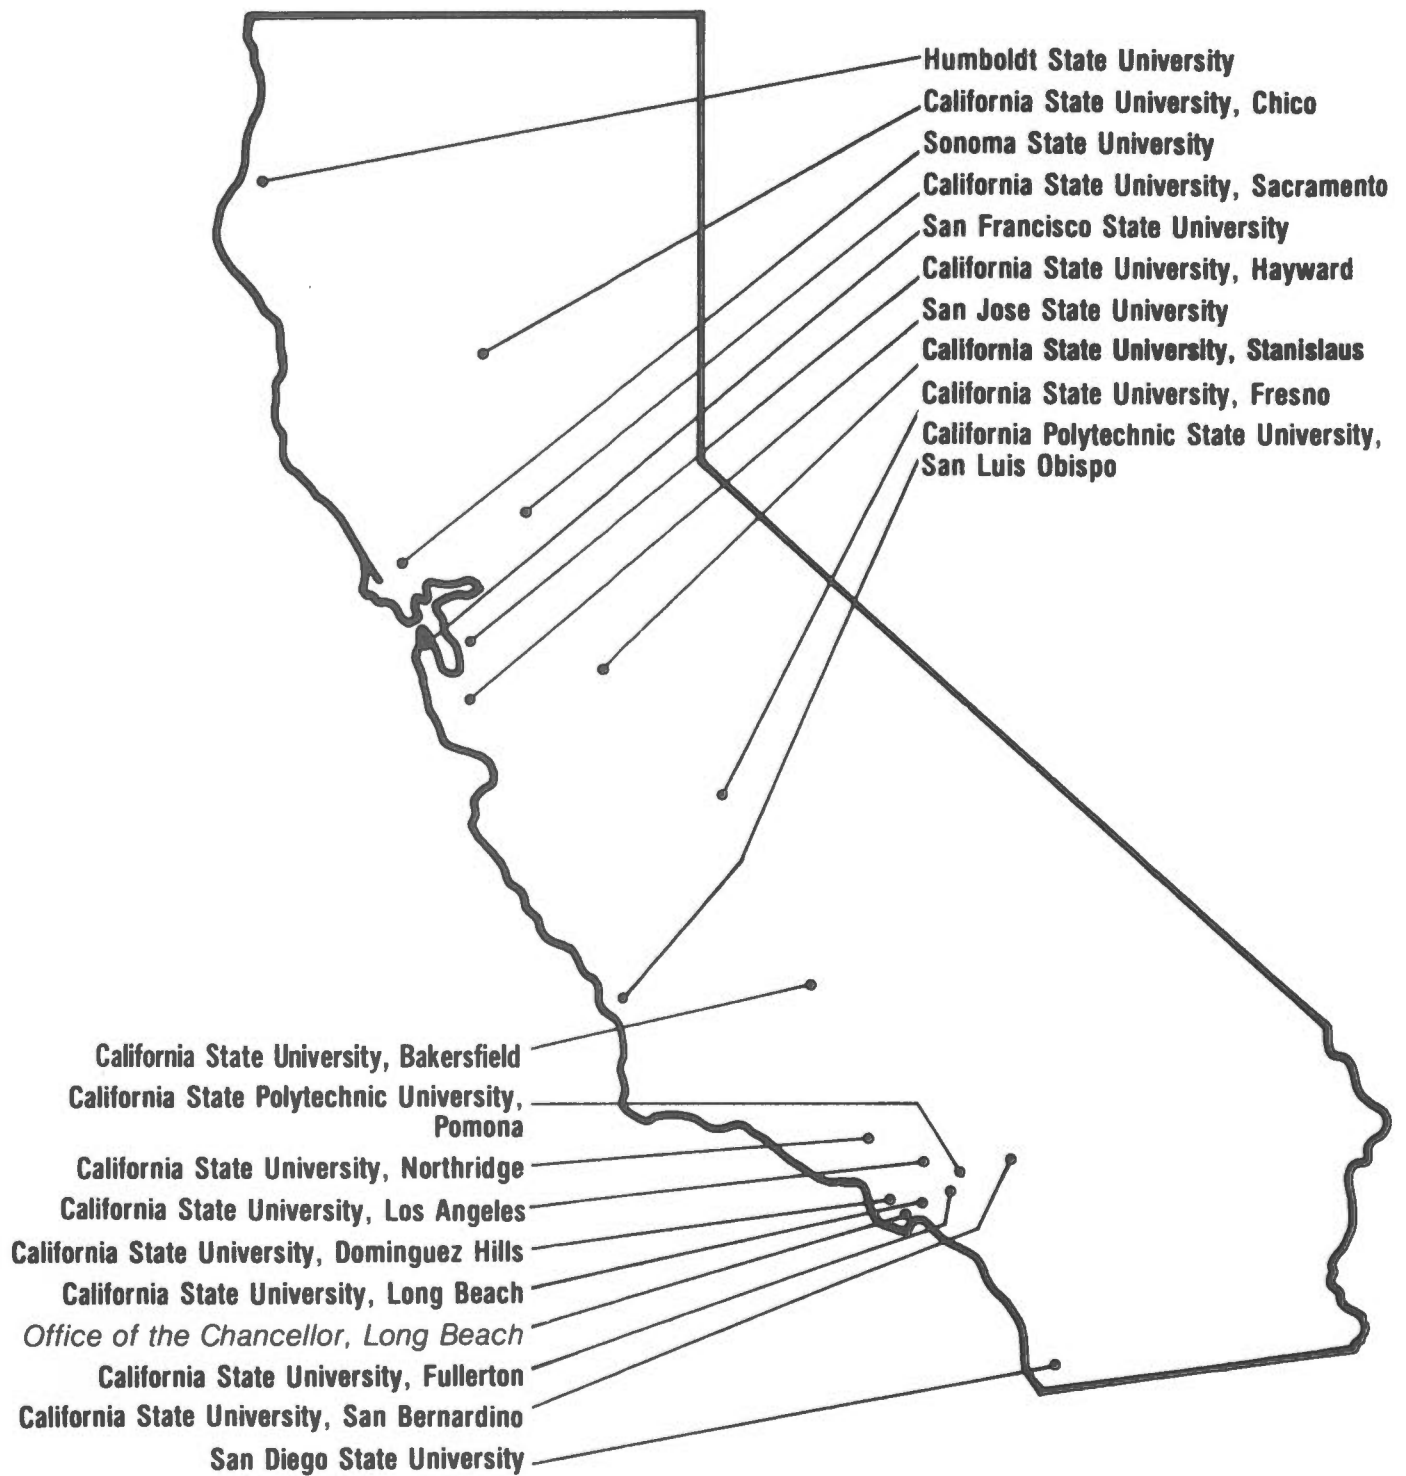 Humboldt State University
California State University, Chico
Sonoma State University
California State University, Sacramento
San Francisco State University
California State University, Hayward
San Jose State University
California State University, Stanislaus
California State University, Fresno
California Polytechnic State University,
San Luis Obispo
California State University, Bakersfield
California State Polytechnic University,
Pomona
California State University, Northridge
California State University, Los Angeles
California State University, Dominguez Hills
California State University, Long Beach
Office of the Chancellor, Long Beach
California State University, Fullerton
California State University, San Bernardino
San Diego State University